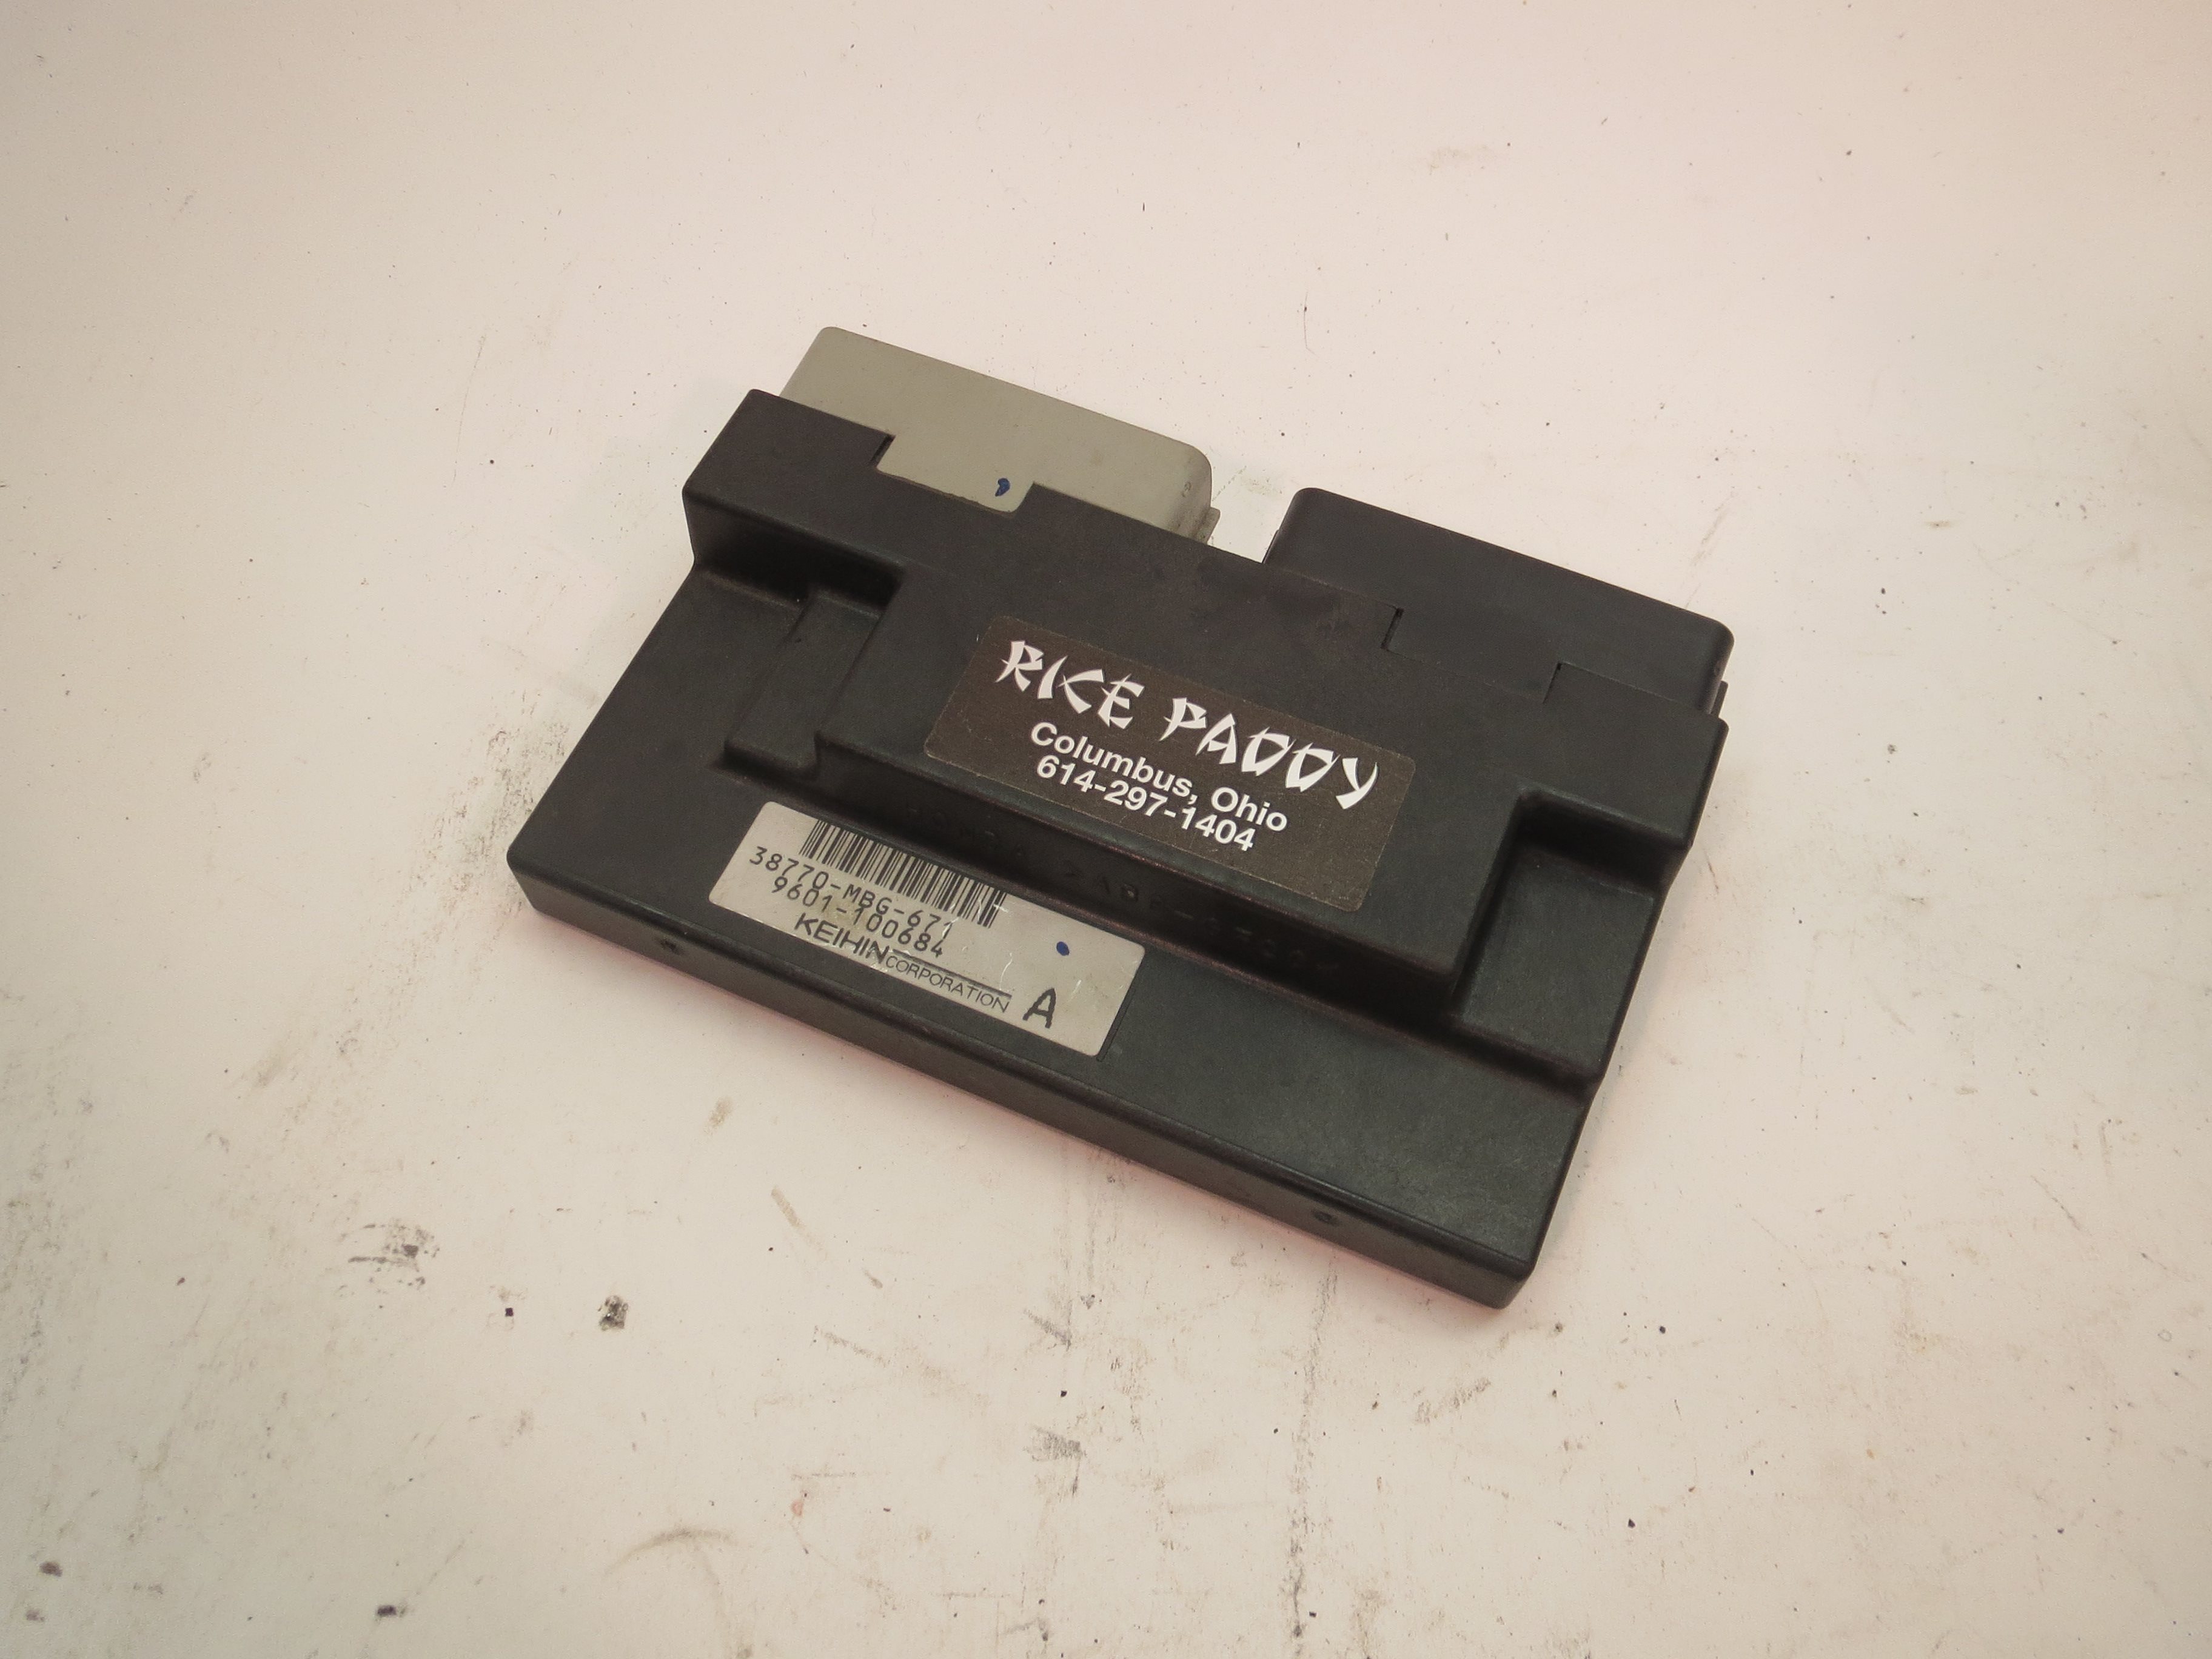 RICE PADDY
Columbus, Ohio
614-297-1404
38770-MBG-671
9601-100684
KEIHIN CORPORATION
A